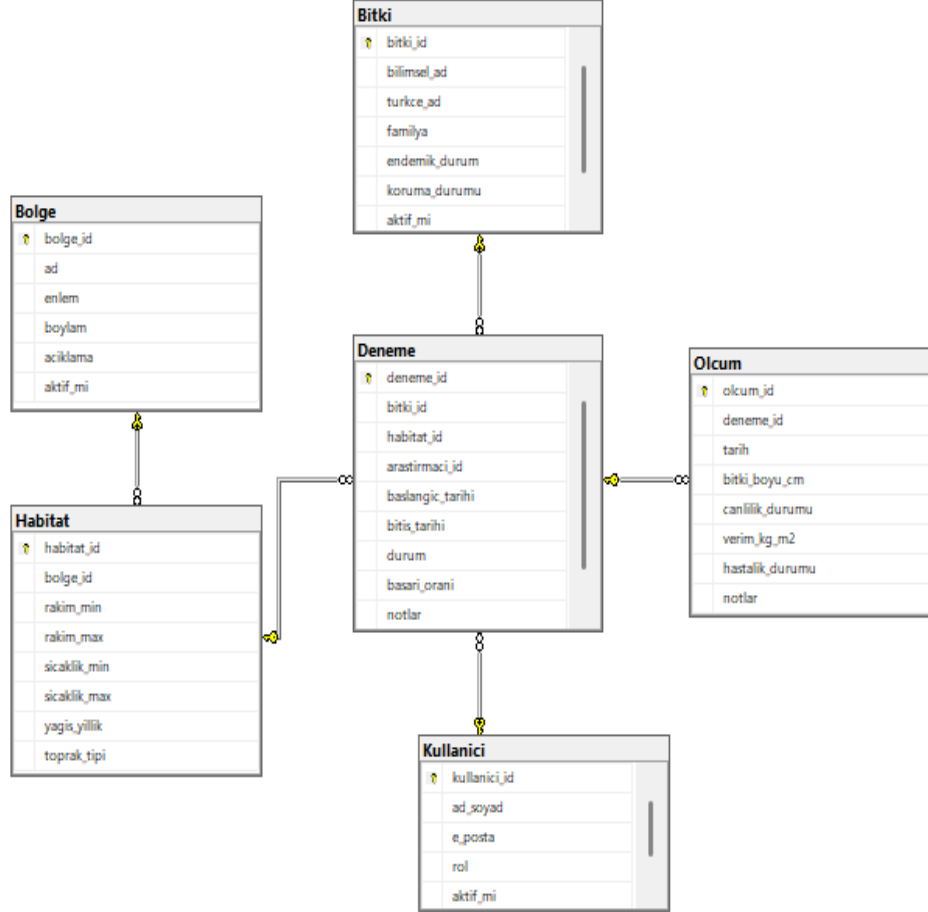 Bitki
bitki_id
bilimsel_ad
turkce_ad
familya
endemik_durum
koruma_durumu
aktif_mi
Bolge
bolge_id
ad
enlem
boylam
aciklama
aktif_mi
Deneme
deneme_id
bitki_id
habitat_id
arastirmaci_id
baslangic_tarihi
bitis_tarihi
durum
basari_orani
notlar
Olcum
olcum_id
deneme_id
tarih
bitki_boyu_cm
canlilik_durumu
verim_kg_m2
hastalik_durumu
notlar
Habitat
habitat_id
bolge_id
rakim_min
rakim_max
sicaklik_min
sicaklik_max
yagis_yillik
toprak_tipi
Kullanici
kullanici_id
ad_soyad
e_posta
rol
aktif_mi